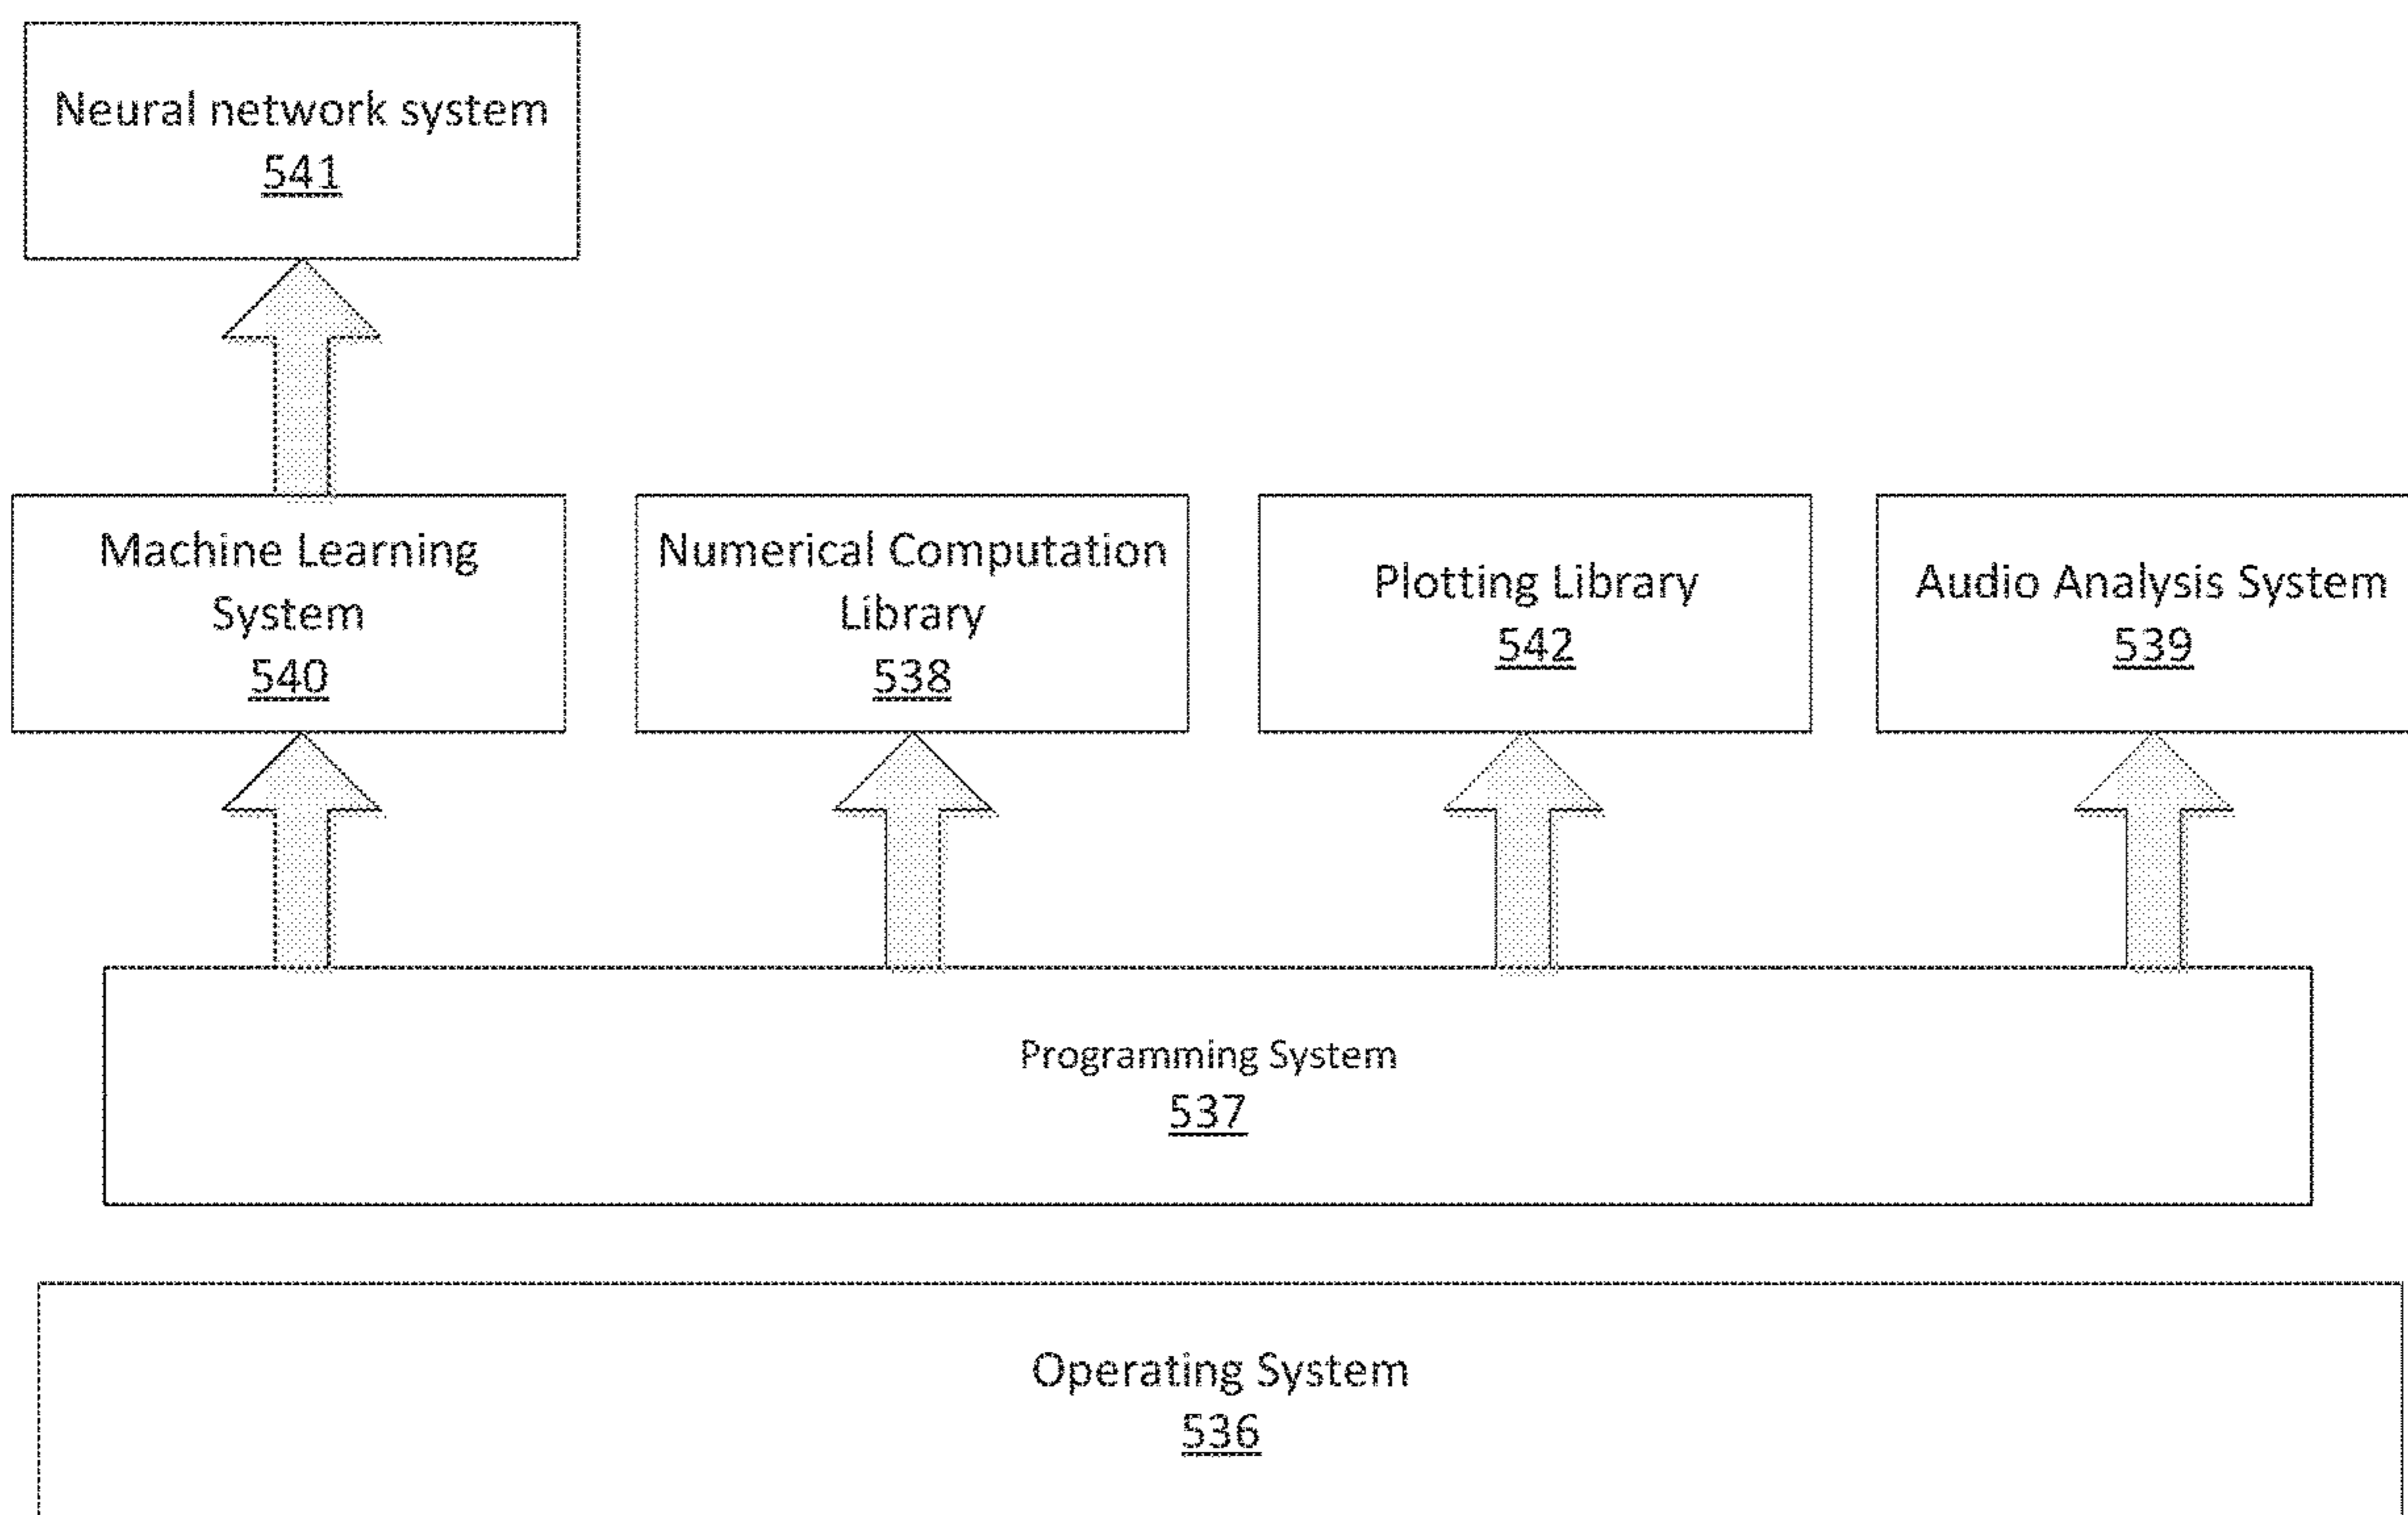 Neural network system
541
Machine Learning
System
540
Numerical Computation
Library
538
Plotting Library
542
Audio Analysis System
539
Programming System
537
Operating System
536